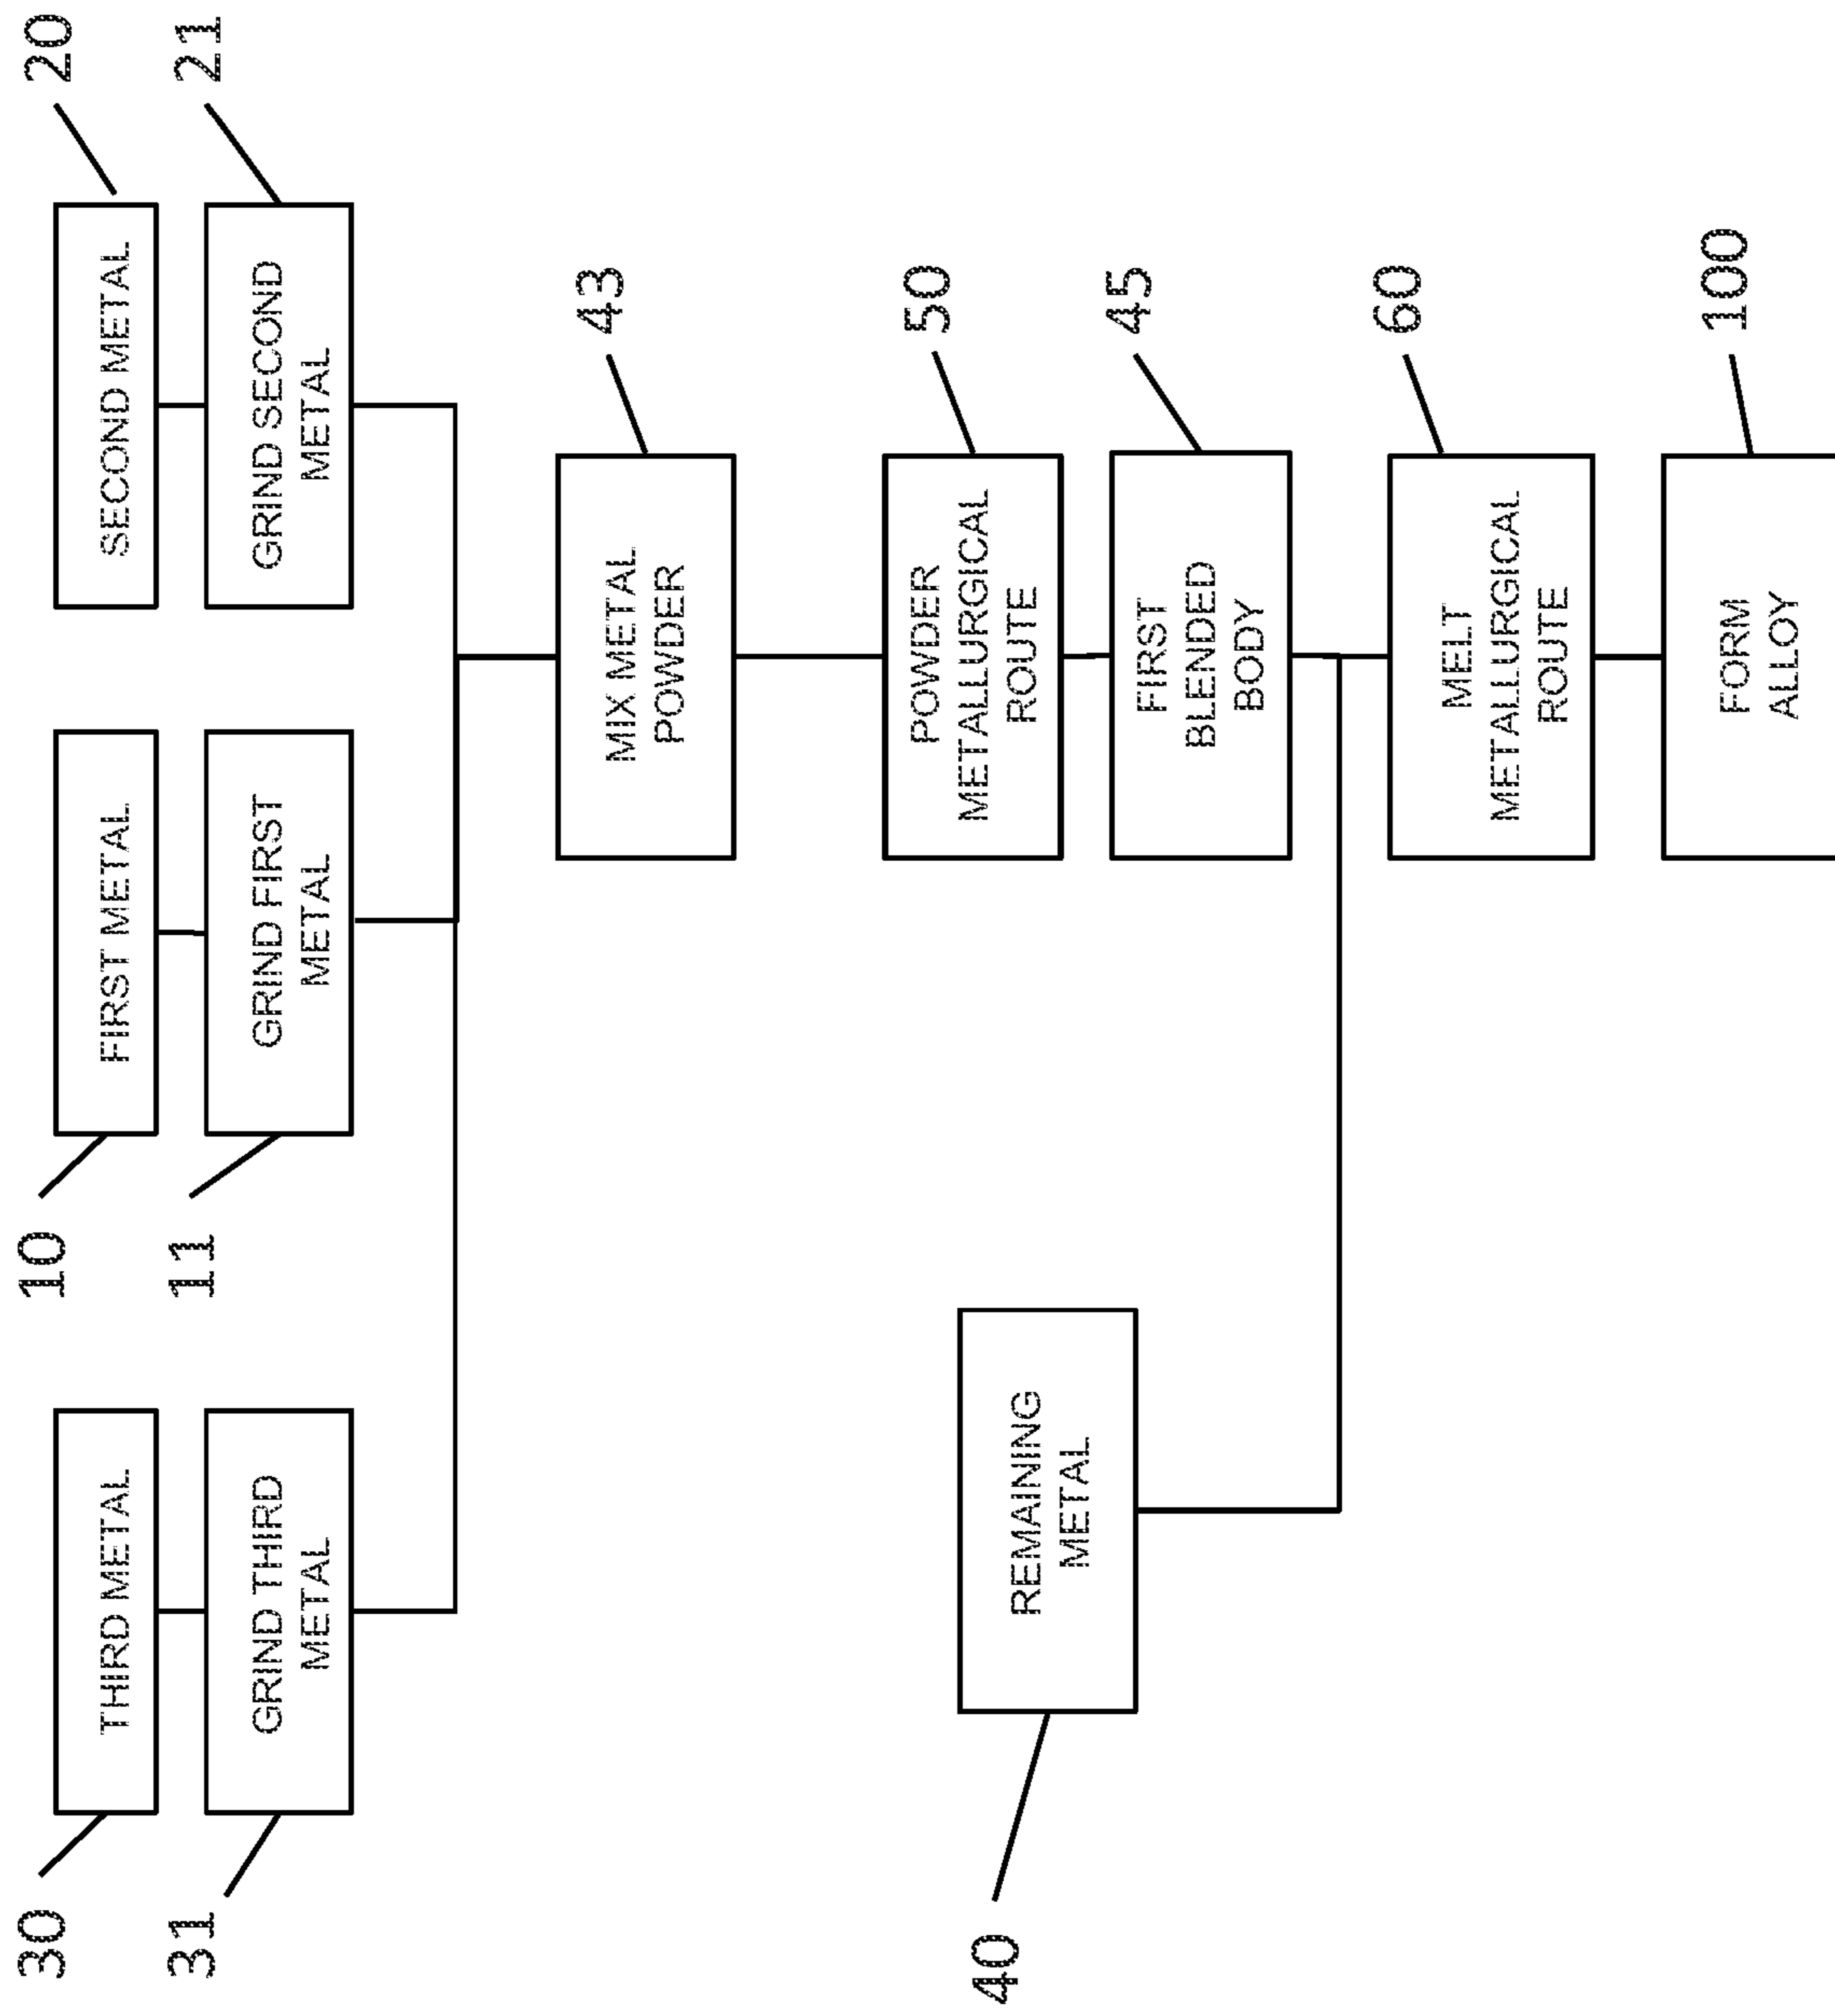 30
THIRD METAL
31
GRIND THIRD
METAL
10
FIRST METAL
11
GRIND FIRST
METAL
20
SECOND METAL
21
GRIND SECOND
METAL
43
MIX METAL
POWDER
50
POWDER
METALLURGICAL
ROUTE
45
FIRST
BLENDED
BODY
40
REMAINING
METAL
60
MELT
METALLURGICAL
ROUTE
100
FORM
ALLOY